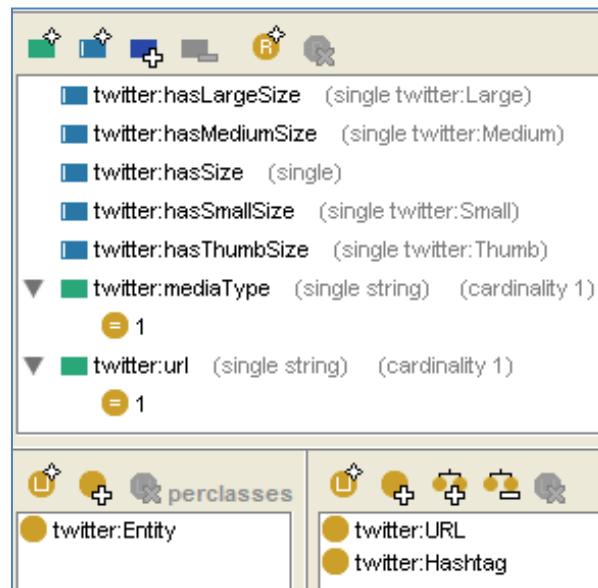 R
twitter:hasLargeSize (single twitter:Large)
twitter:hasMediumSize (single twitter:Medium)
twitter:hasSize (single)
twitter:hasSmallSize (single twitter:Small)
twitter:hasThumbSize (single twitter:Thumb)
twitter:mediaType (single string) (cardinality 1)
= 1
twitter:url (single string) (cardinality 1)
= 1
perclasses
twitter:Entity
twitter:URL
twitter:Hashtag